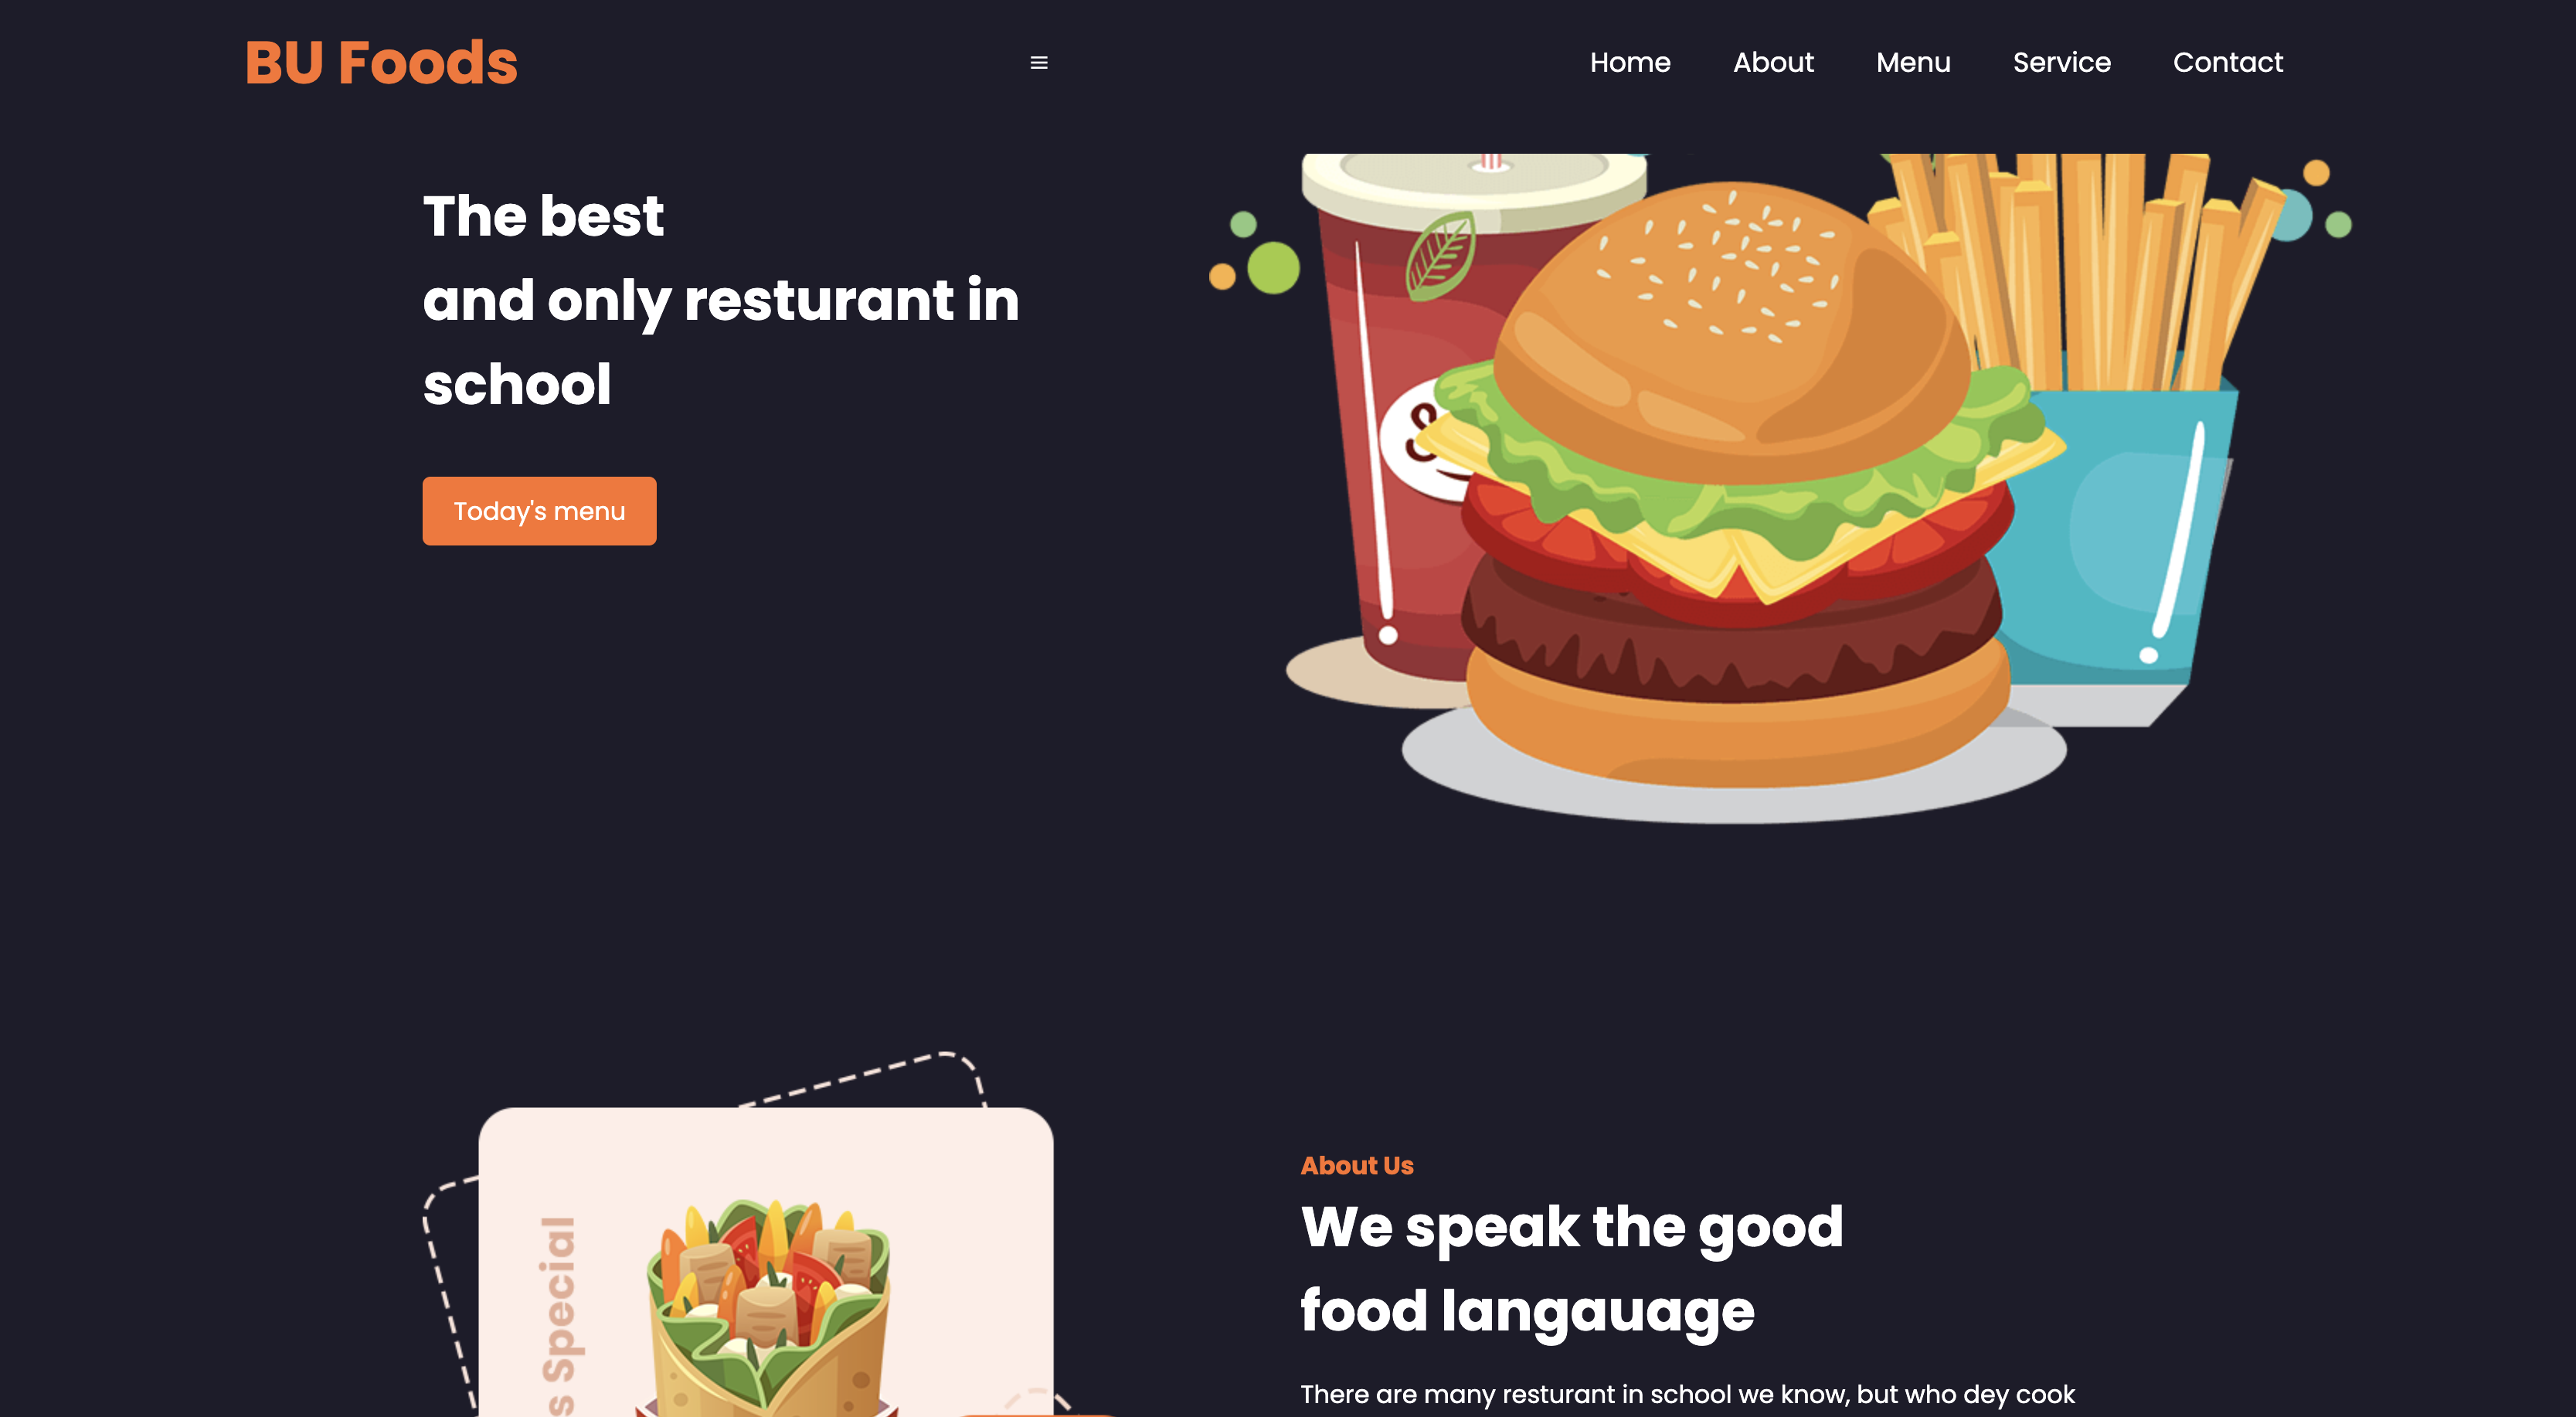 BU Foods
Home About Menu Service Contact
The best
and only resturant in
school
Today's menu
s Special
About Us
We speak the good
food langauage
There are many resturant in school we know, but who dey cook